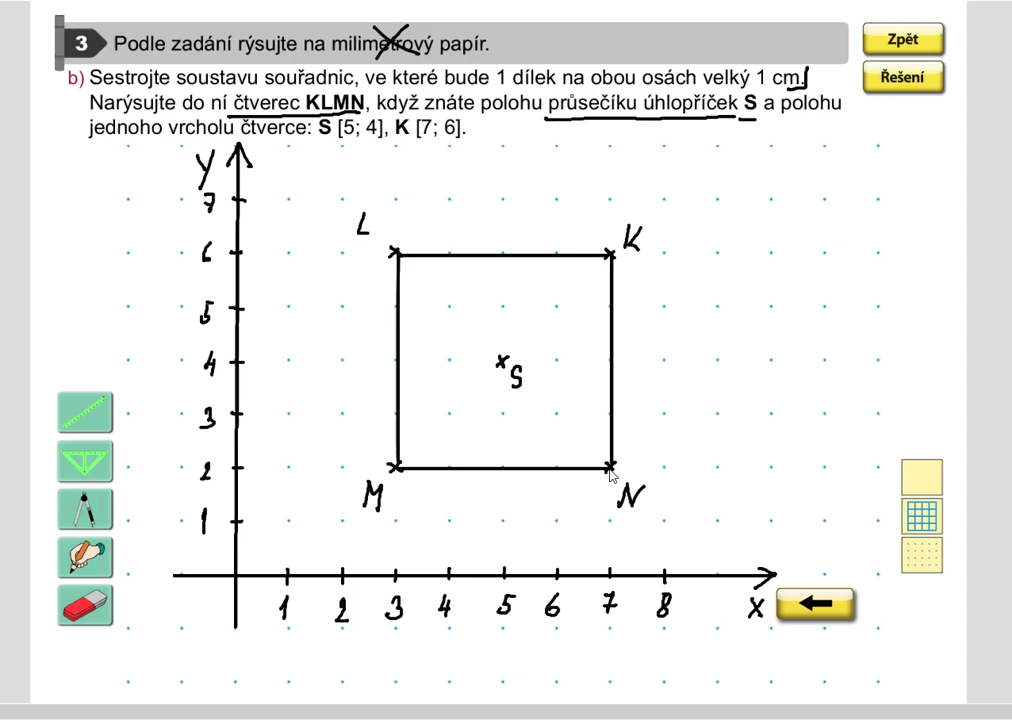 3 Podle zadání rýsujte na milimetrový papír.
Zpět
Řešení
b) Sestrojte soustavu souřadnic, ve které bude 1 dílek na obou osách velký 1 cm.
Narýsujte do ní čtverec KLMN, když znáte polohu průsečíku úhlopříček S a polohu
jednoho vrcholu čtverce: S [5; 4], K [7; 6].
y
7
L
K
6
5
4
S
3
2
M
N
1
1 2 3 4 5 6 7 8 X